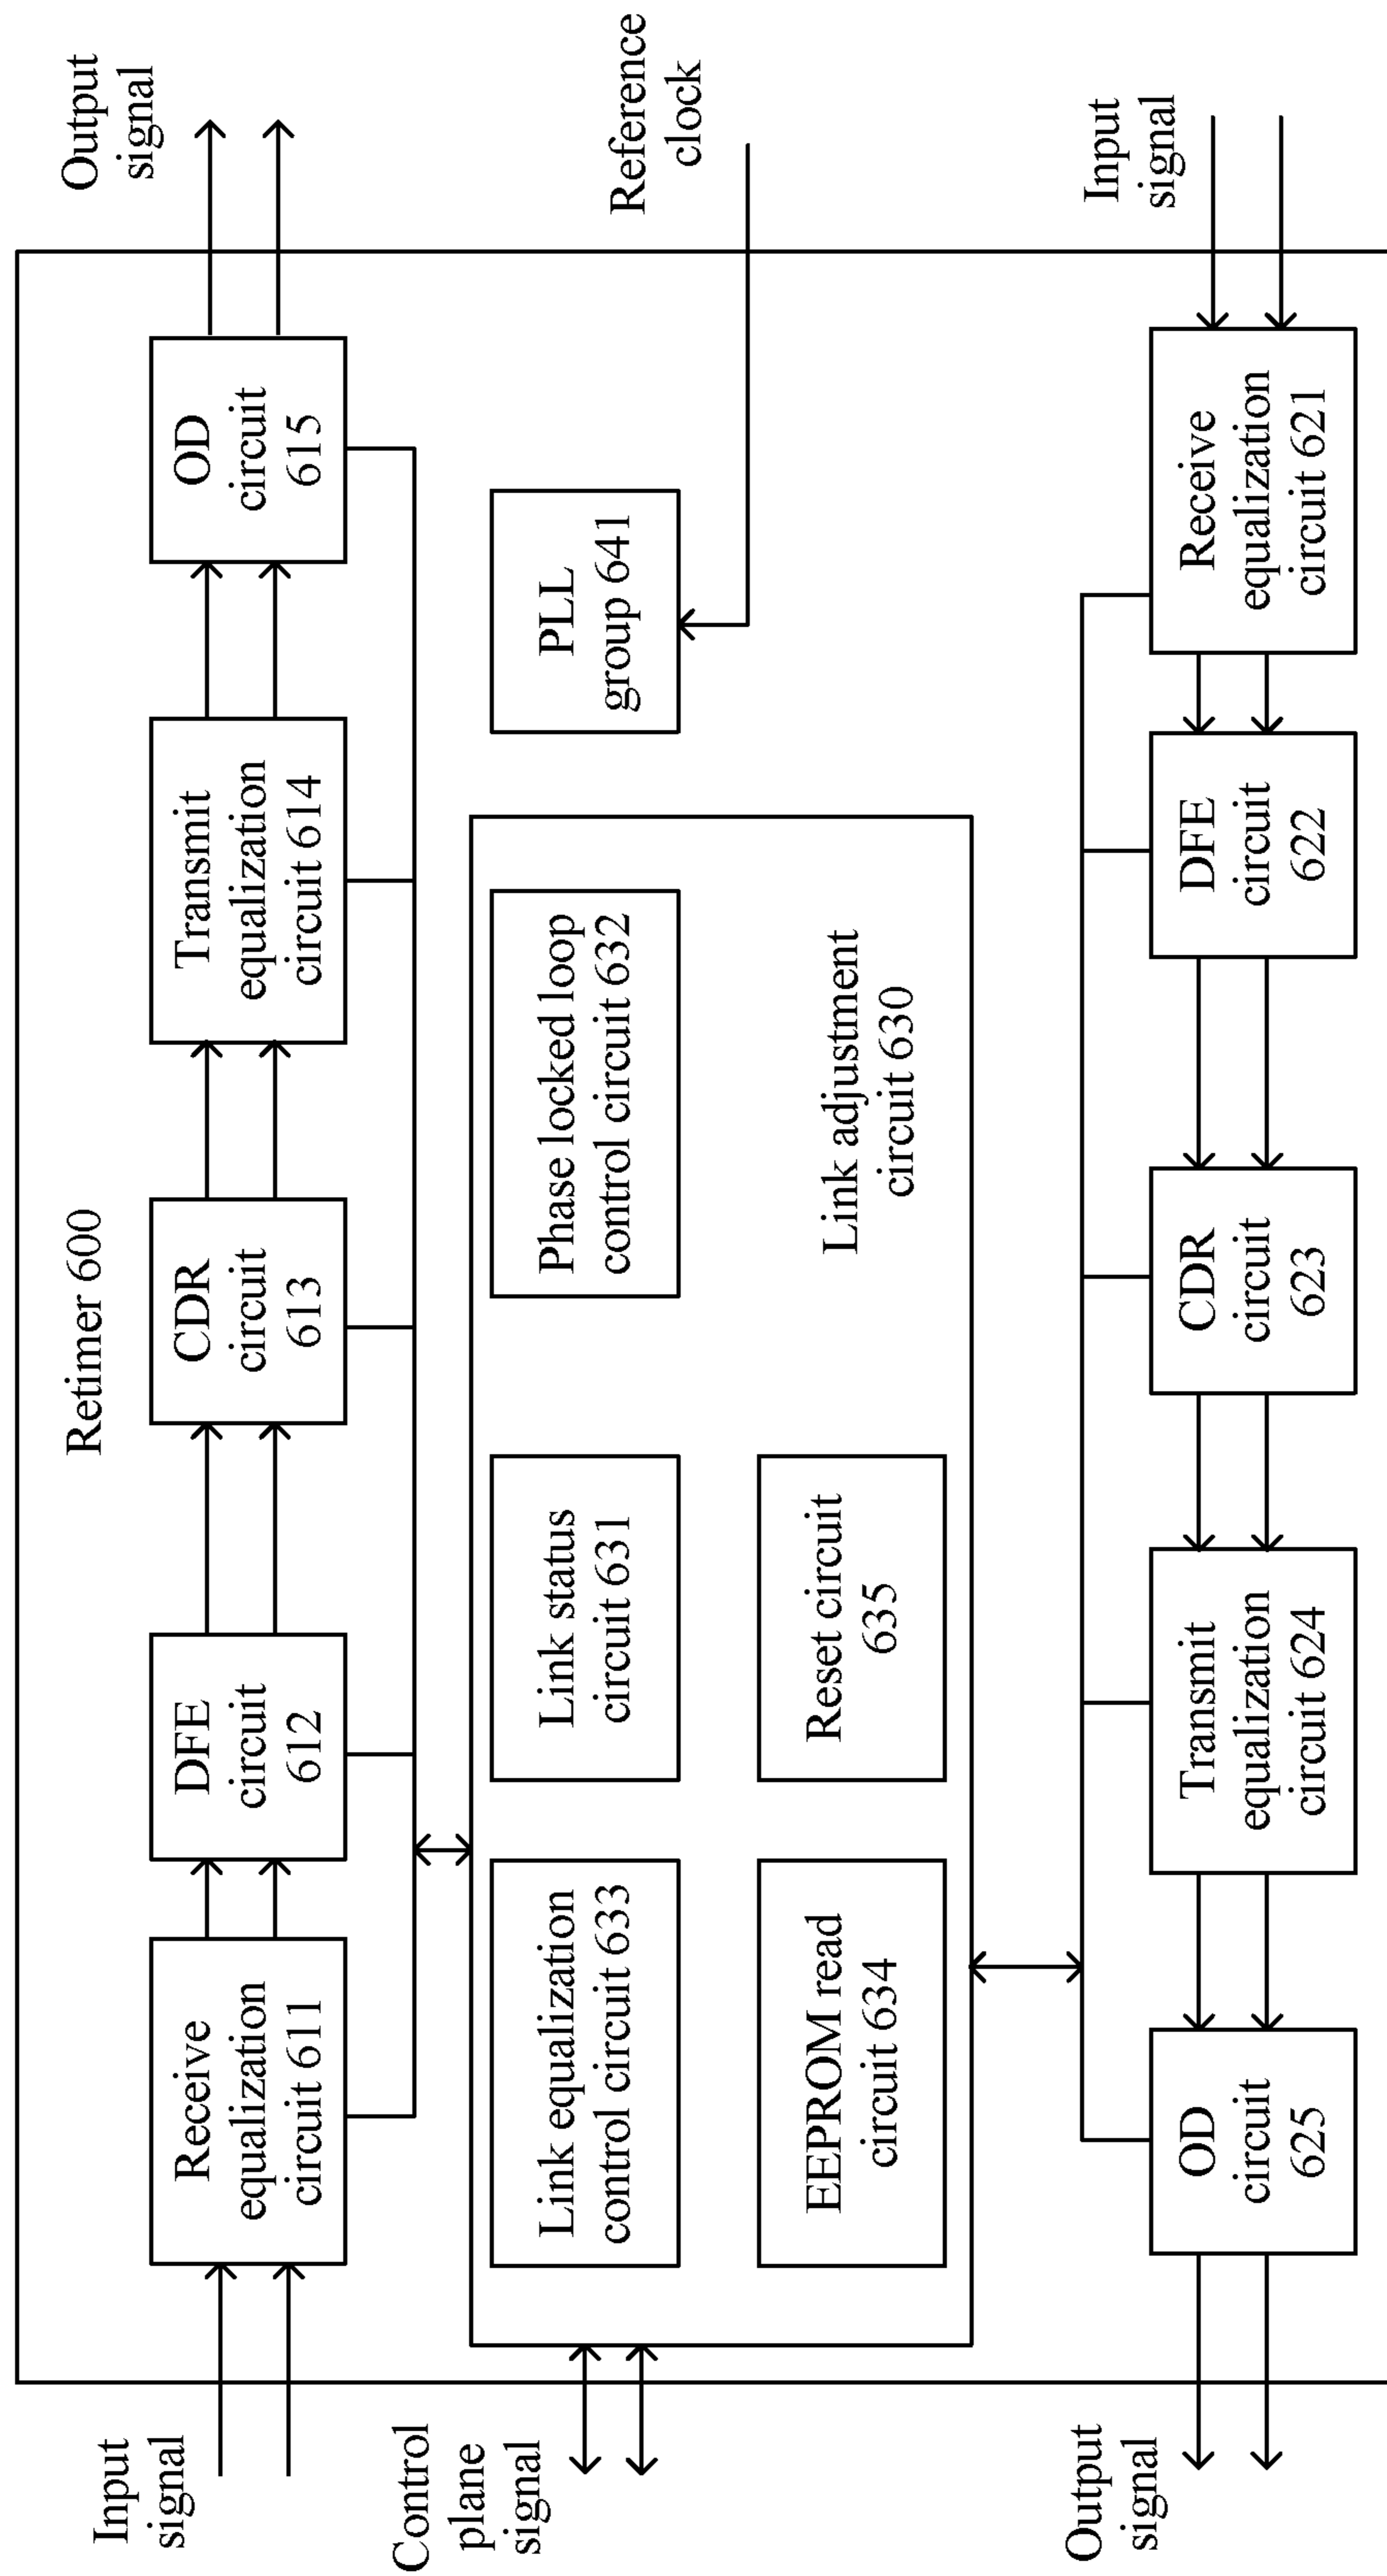 Retimer 600
Input
signal
Receive
equalization
circuit 611
DFE
circuit
612
CDR
circuit
613
Transmit
equalization
circuit 614
OD
circuit
615
Output
signal
Control
plane
signal
Link equalization
control circuit 633
Link status
circuit 631
Phase locked loop
control circuit 632
PLL
group 641
Reference
clock
EEPROM read
circuit 634
Reset circuit
635
Link adjustment
circuit 630
Output
signal
OD
circuit
625
Transmit
equalization
circuit 624
CDR
circuit
623
DFE
circuit
622
Receive
equalization
circuit 621
Input
signal